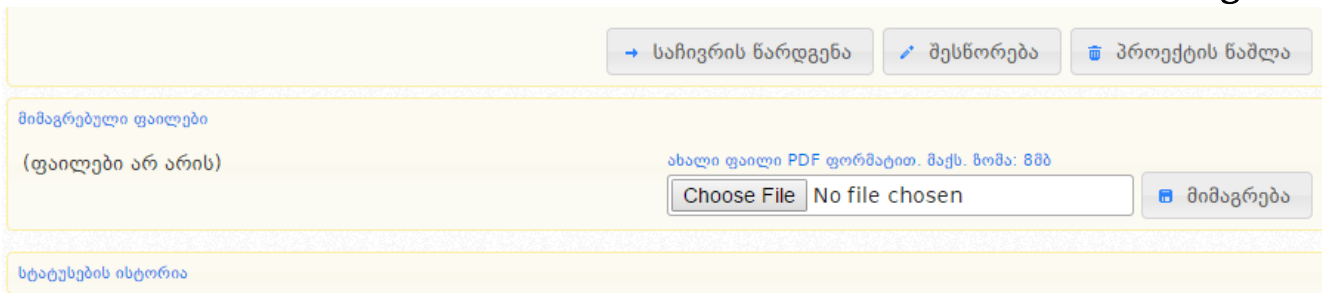 საჩივრის წარდგენა შესწორება პროექტის წაშლა
მიმაგრებული ფაილები
(ფაილები არ არის)
ახალი ფაილი PDF ფორმატით. მაქს. ზომა: 8მბ
Choose File No file chosen მიმაგრება
სტატუსების ისტორია